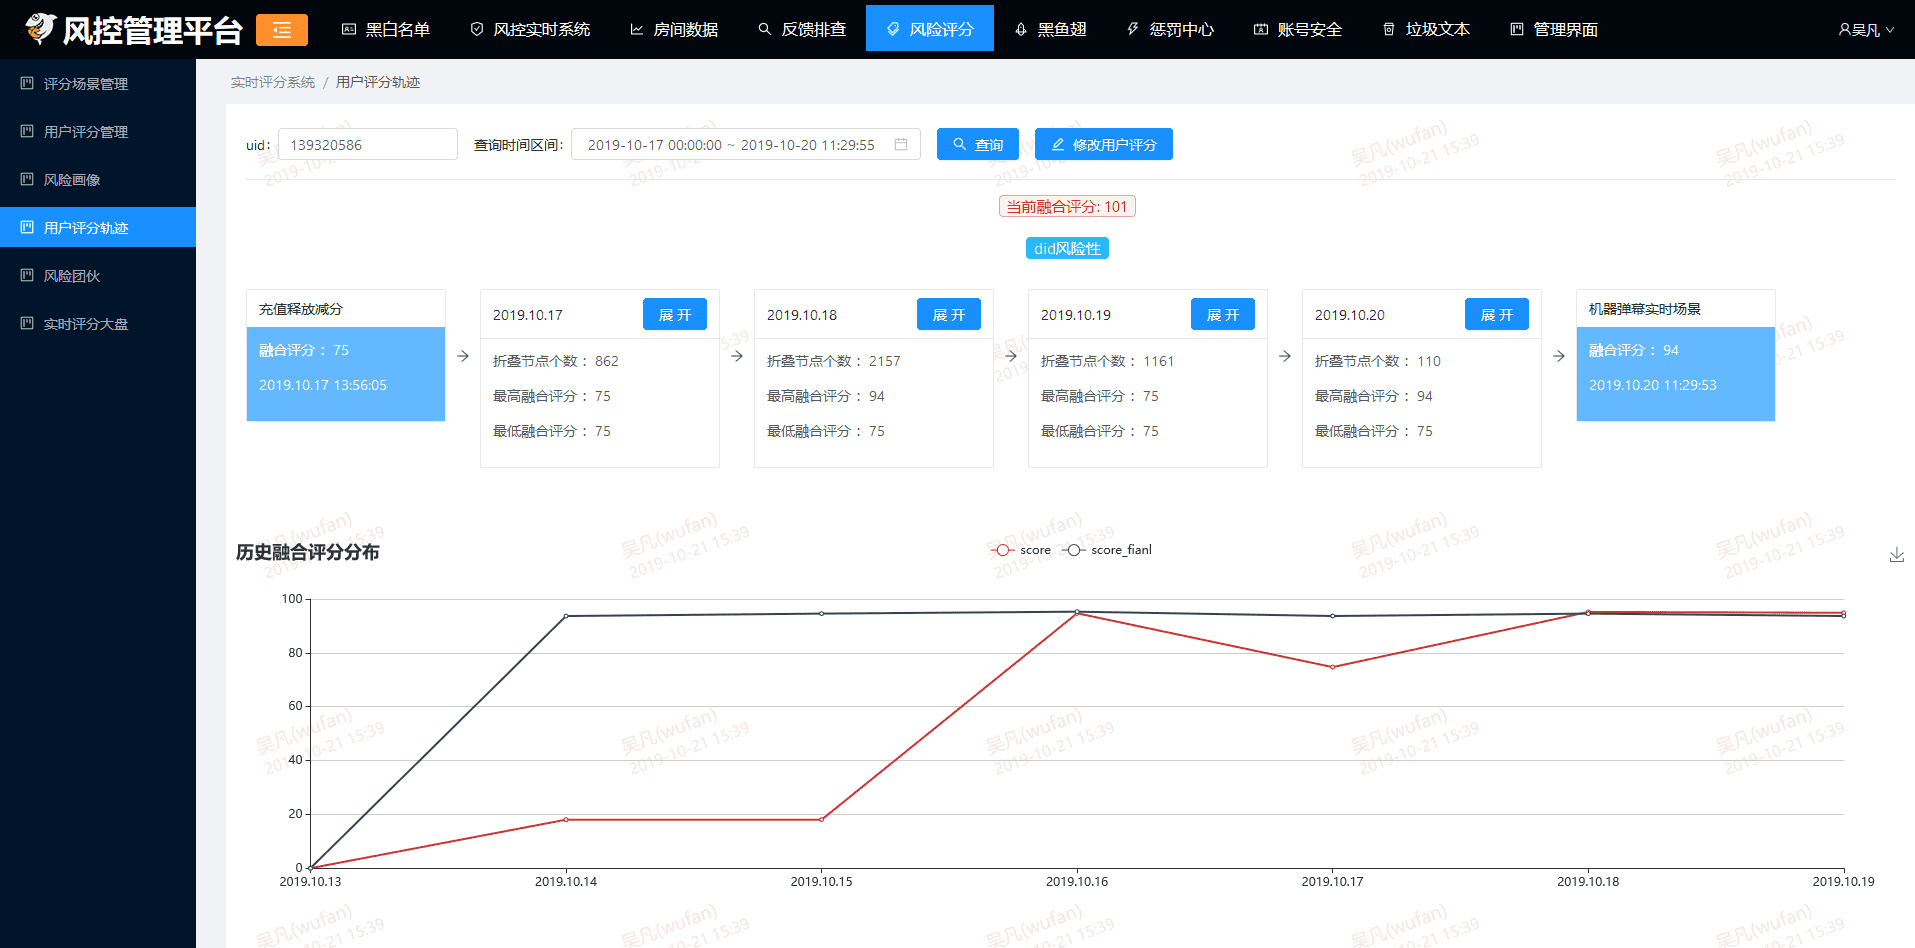 风控管理平台 黑白名单 风控实时系统 房间数据 反馈排查 风险评分 黑鱼翅 惩罚中心 账号安全 垃圾文本 管理界面 吴凡
评分场景管理
用户评分管理
风险画像
用户评分轨迹
风险团伙
实时评分大盘
实时评分系统 / 用户评分轨迹
uid: 139320586 查询时间区间: 2019-10-17 00:00:00 ~ 2019-10-20 11:29:55 查询 修改用户评分
当前融合评分: 101
did风险性
充值释放减分
融合评分： 75
2019.10.17 13:56:05
2019.10.17 展开
折叠节点个数： 862
最高融合评分： 75
最低融合评分： 75
2019.10.18 展开
折叠节点个数： 2157
最高融合评分： 94
最低融合评分： 75
2019.10.19 展开
折叠节点个数： 1161
最高融合评分： 75
最低融合评分： 75
2019.10.20 展开
折叠节点个数： 110
最高融合评分： 94
最低融合评分： 75
机器弹幕实时场景
融合评分： 94
2019.10.20 11:29:53
历史融合评分分布
score score_fianl
100
80
60
40
20
0
2019.10.13 2019.10.14 2019.10.15 2019.10.16 2019.10.17 2019.10.18 2019.10.19
吴凡(wufan)
2019-10-21 15:39